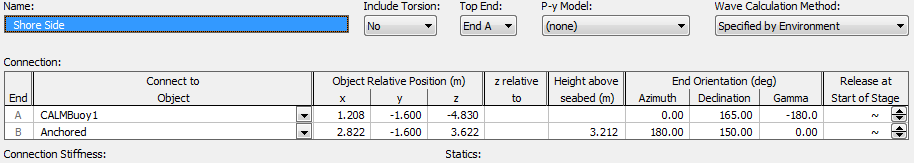 Name: Include Torsion: Top End: P-y Model: Wave Calculation Method:
Shore Side No End A (none) Specified by Environment
Connection:
Connect to Object Relative Position (m) z relative Height above End Orientation (deg) Release at
End Object x y z to seabed (m) Azimuth Declination Gamma Start of Stage
A CALMBuoy1 1.208 -1.600 -4.830 0.00 165.00 -180.0 ~
B Anchored 2.822 -1.600 3.622 3.212 180.00 150.00 0.00 ~
Connection Stiffness: Statics: